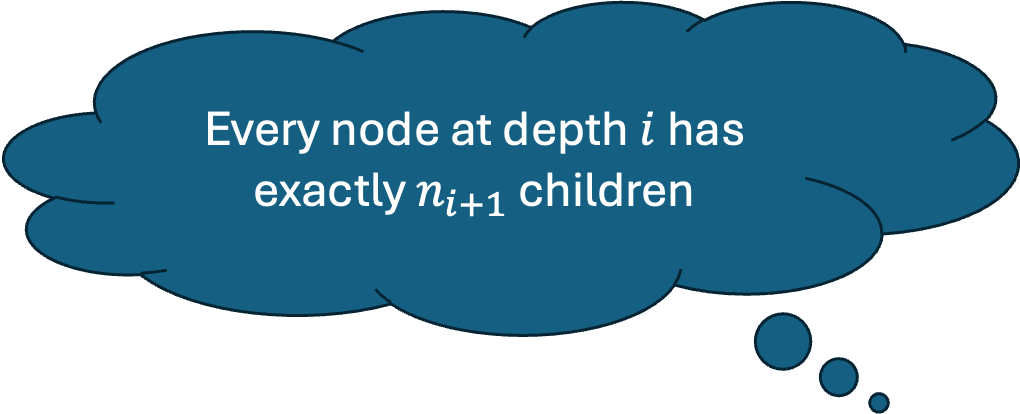 Every node at depth 𝑖 has
exactly 𝑛ᵢ₊₁ children